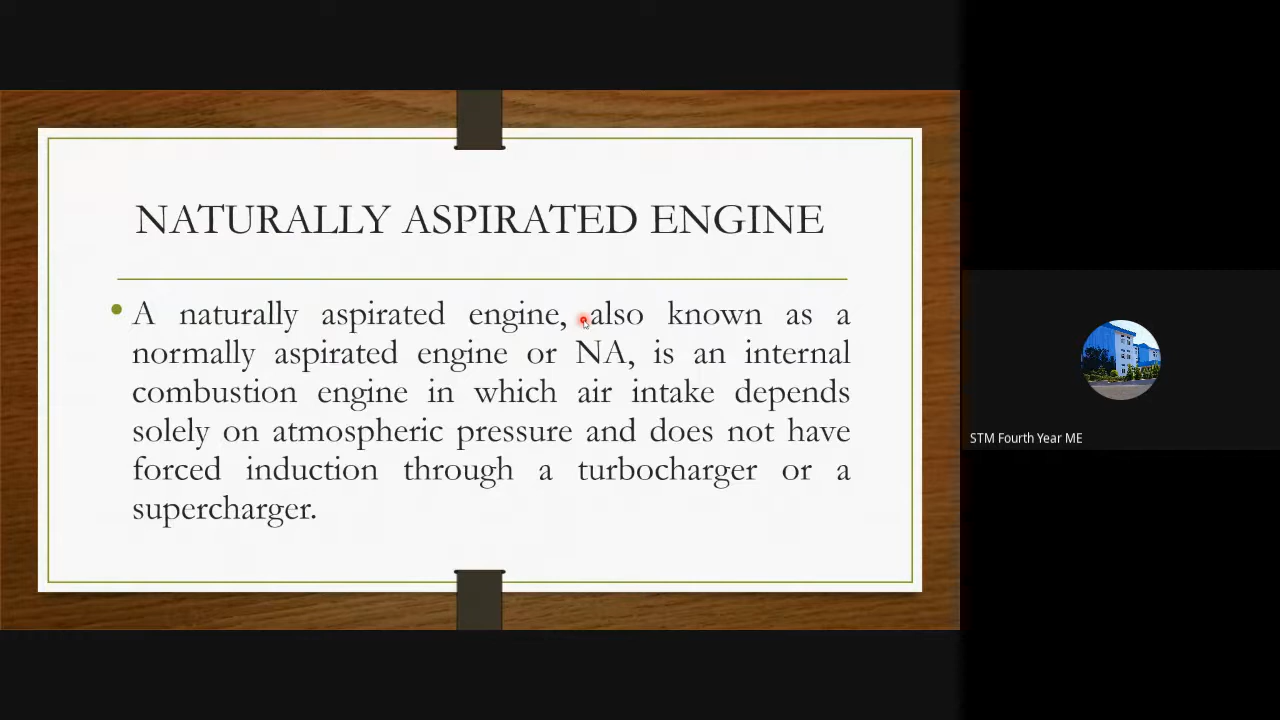 NATURALLY ASPIRATED ENGINE
A naturally aspirated engine, also known as a
normally aspirated engine or NA, is an internal
combustion engine in which air intake depends
solely on atmospheric pressure and does not have
forced induction through a turbocharger or a
supercharger.
STM Fourth Year ME